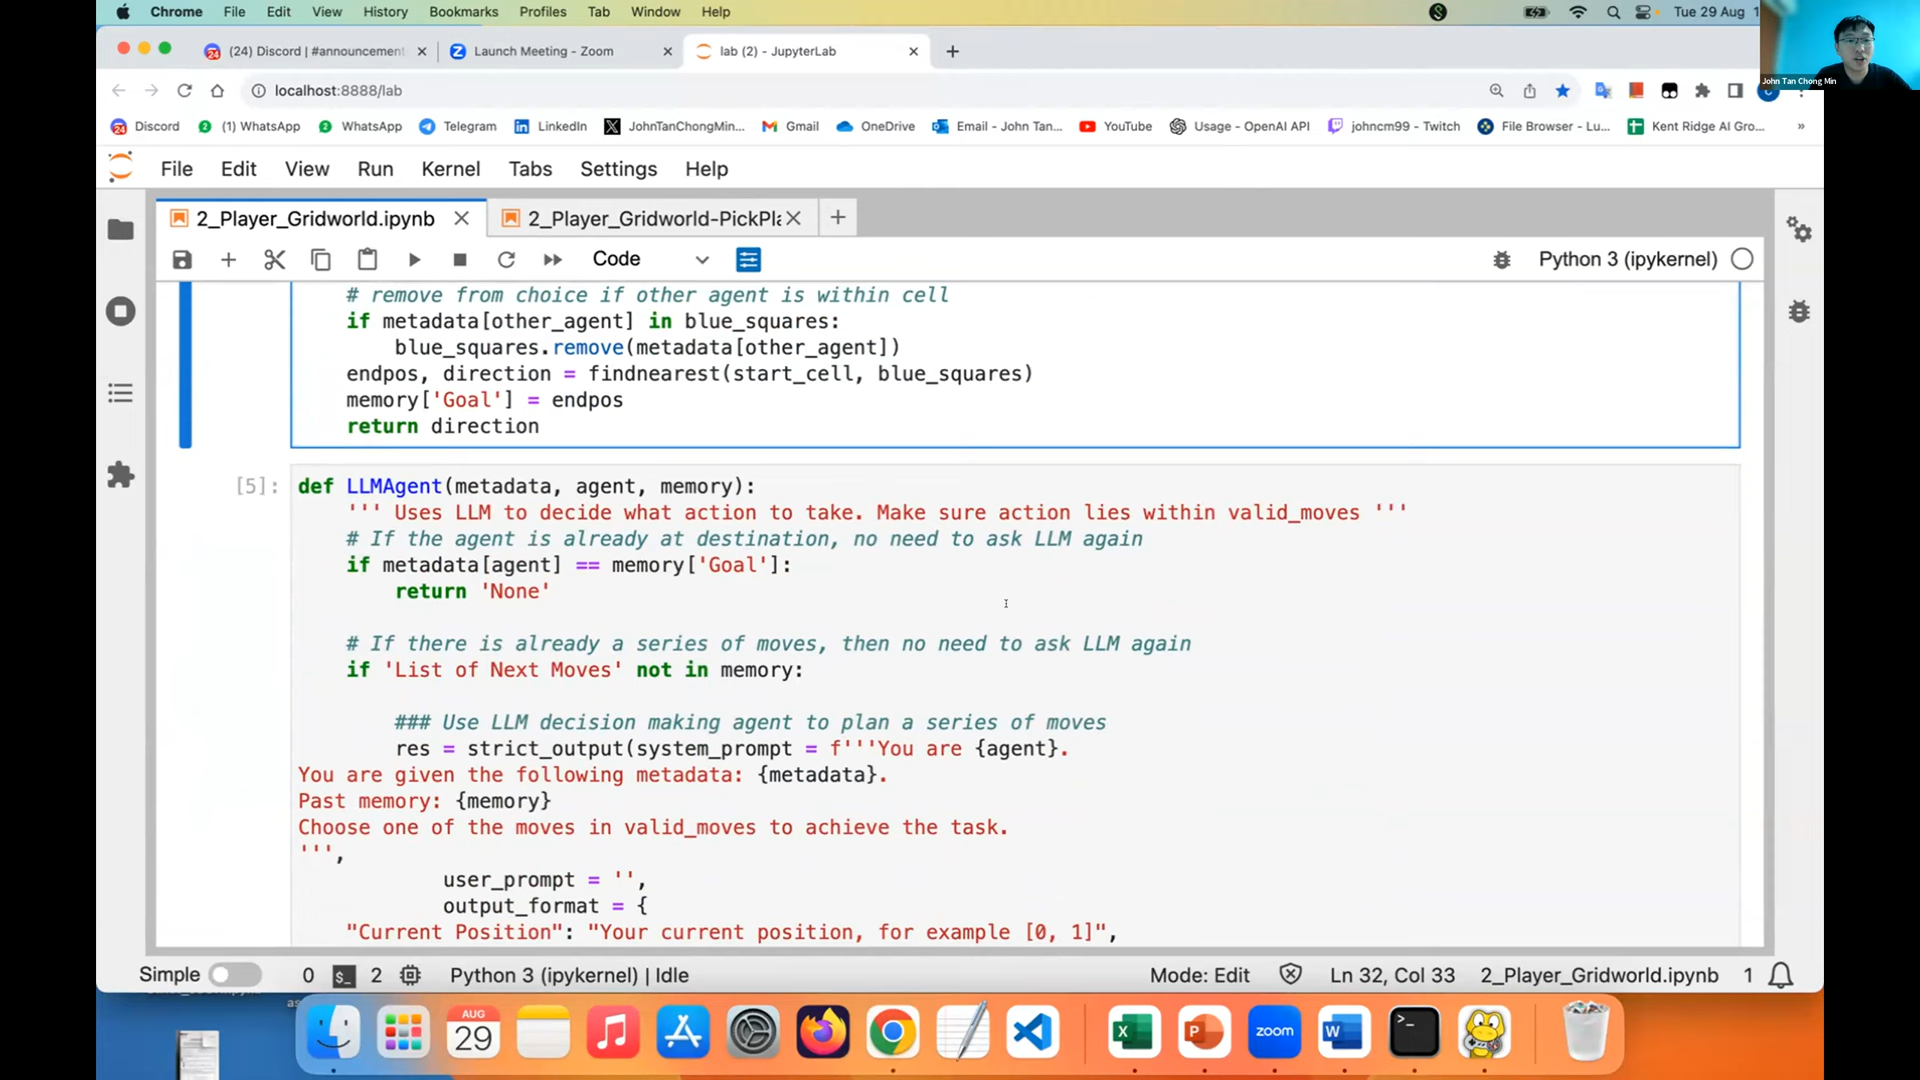 Chrome File Edit View History Bookmarks Profiles Tab Window Help
Tue 29 Aug 1
John Tan Chong Min
(24) Discord | #announcement
Launch Meeting - Zoom
lab (2) - JupyterLab
localhost:8888/lab
Discord (1) WhatsApp WhatsApp Telegram LinkedIn JohnTanChongMin... Gmail OneDrive Email - John Tan... YouTube Usage - OpenAI API johncm99 - Twitch File Browser - Lu... Kent Ridge AI Gro... »
File Edit View Run Kernel Tabs Settings Help
2_Player_Gridworld.ipynb
2_Player_Gridworld-PickPla
Code
Python 3 (ipykernel)
# remove from choice if other agent is within cell
if metadata[other_agent] in blue_squares:
blue_squares.remove(metadata[other_agent])
endpos, direction = findnearest(start_cell, blue_squares)
memory['Goal'] = endpos
return direction
[5]:
def LLMAgent(metadata, agent, memory):
''' Uses LLM to decide what action to take. Make sure action lies within valid_moves '''
# If the agent is already at destination, no need to ask LLM again
if metadata[agent] == memory['Goal']:
return 'None'
# If there is already a series of moves, then no need to ask LLM again
if 'List of Next Moves' not in memory:
### Use LLM decision making agent to plan a series of moves
res = strict_output(system_prompt = f'''You are {agent}.
You are given the following metadata: {metadata}.
Past memory: {memory}
Choose one of the moves in valid_moves to achieve the task.
''',
user_prompt = '',
output_format = {
"Current Position": "Your current position, for example [0, 1]",
Simple 0 $_ 2 Python 3 (ipykernel) | Idle Mode: Edit Ln 32, Col 33 2_Player_Gridworld.ipynb 1
AUG
29
zoom